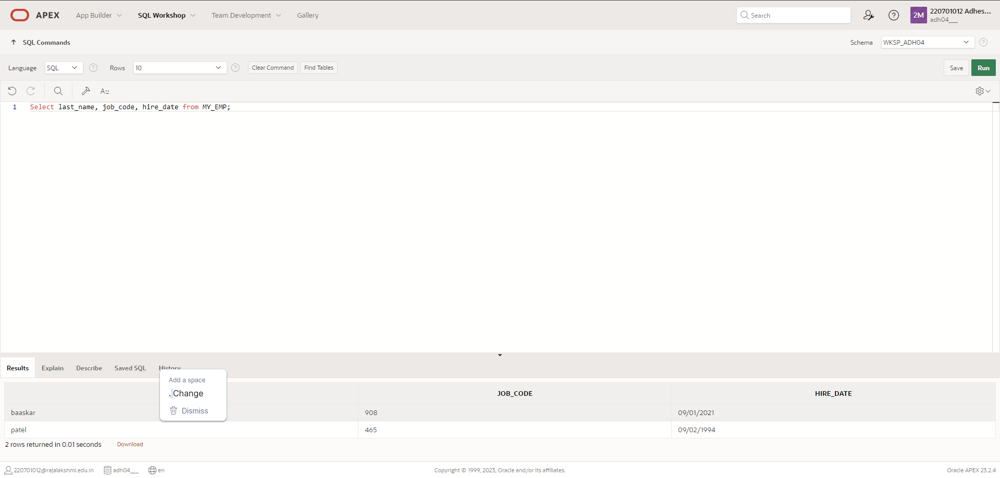 APEX App Builder SQL Workshop Team Development Gallery Search 2M 220701012 Adhes...
adh04___
SQL Commands Schema WKSP_ADH04
Language SQL Rows 10 Clear Command Find Tables Save Run
1 Select last_name, job_code, hire_date from MY_EMP;
Results Explain Describe Saved SQL History
Add a space
. Change
Dismiss
JOB_CODE HIRE_DATE
baaskar 908 09/01/2021
patel 465 09/02/1994
2 rows returned in 0.01 seconds Download
220701012@rajalakshmi.edu.in adh04___ en Copyright © 1999, 2023, Oracle and/or its affiliates. Oracle APEX 23.2.4